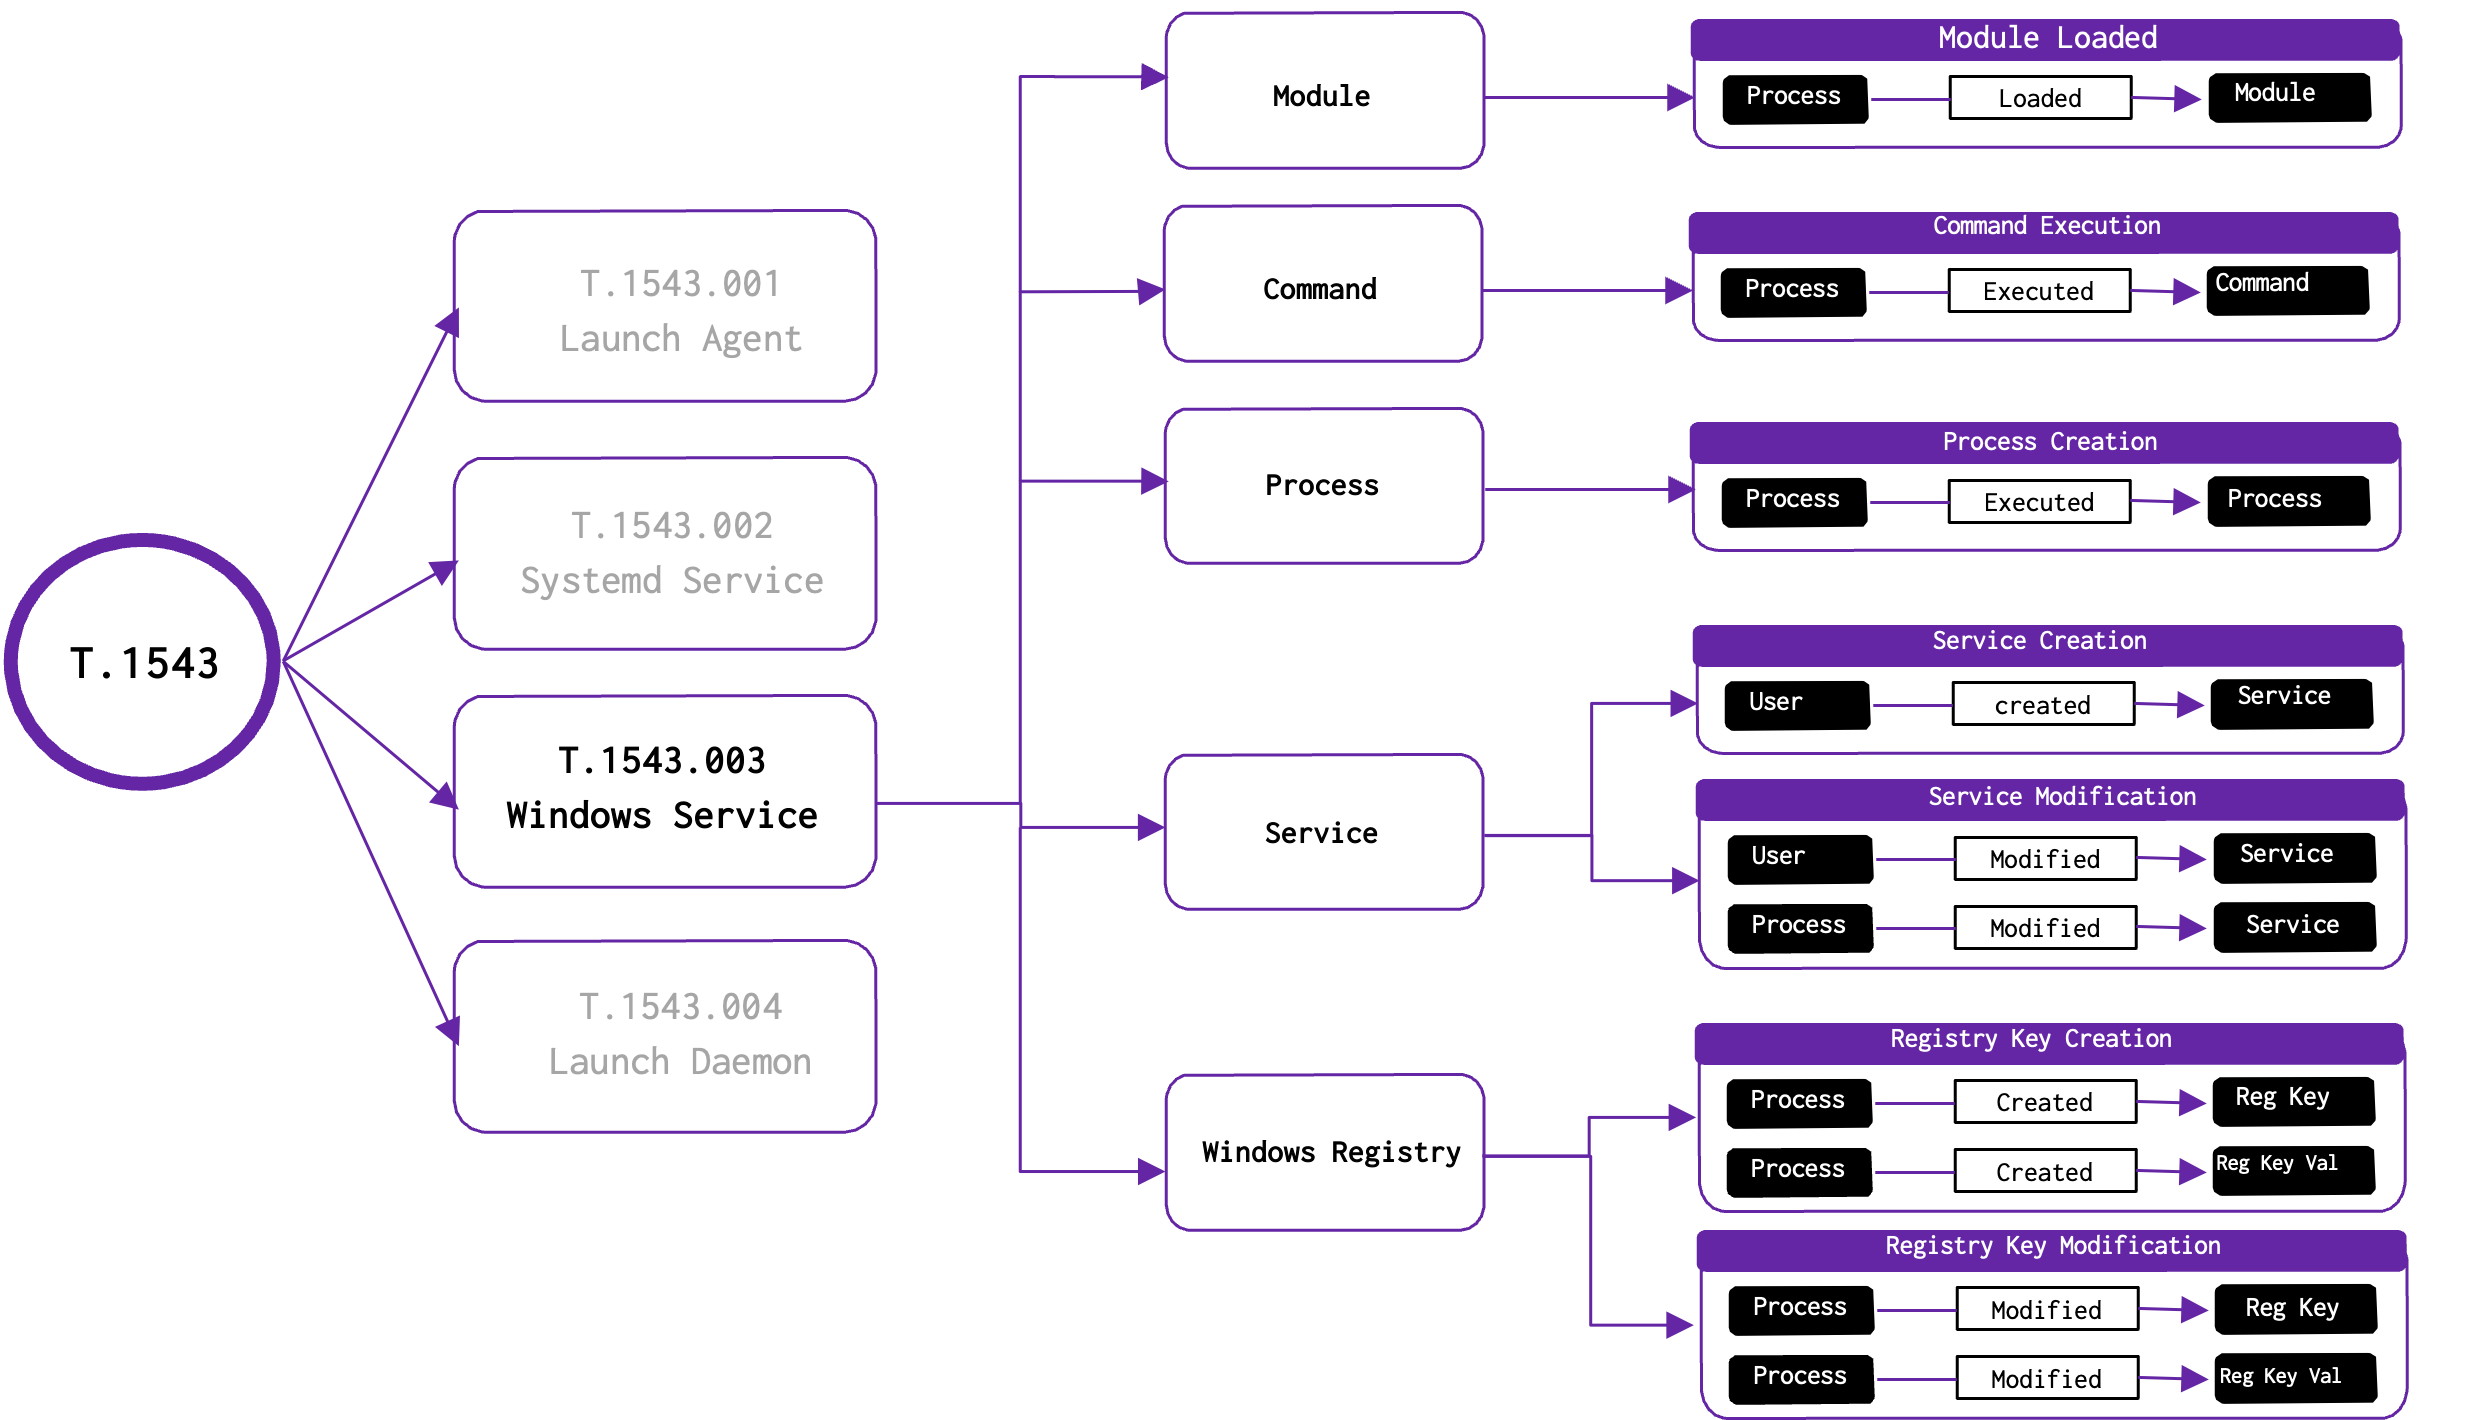 T.1543
T.1543.001
Launch Agent
T.1543.002
Systemd Service
T.1543.003
Windows Service
T.1543.004
Launch Daemon
Module
Command
Process
Service
Windows Registry
Module Loaded
Process Loaded Module
Command Execution
Process Executed Command
Process Creation
Process Executed Process
Service Creation
User created Service
Service Modification
User Modified Service
Process Modified Service
Registry Key Creation
Process Created Reg Key
Process Created Reg Key Val
Registry Key Modification
Process Modified Reg Key
Process Modified Reg Key Val